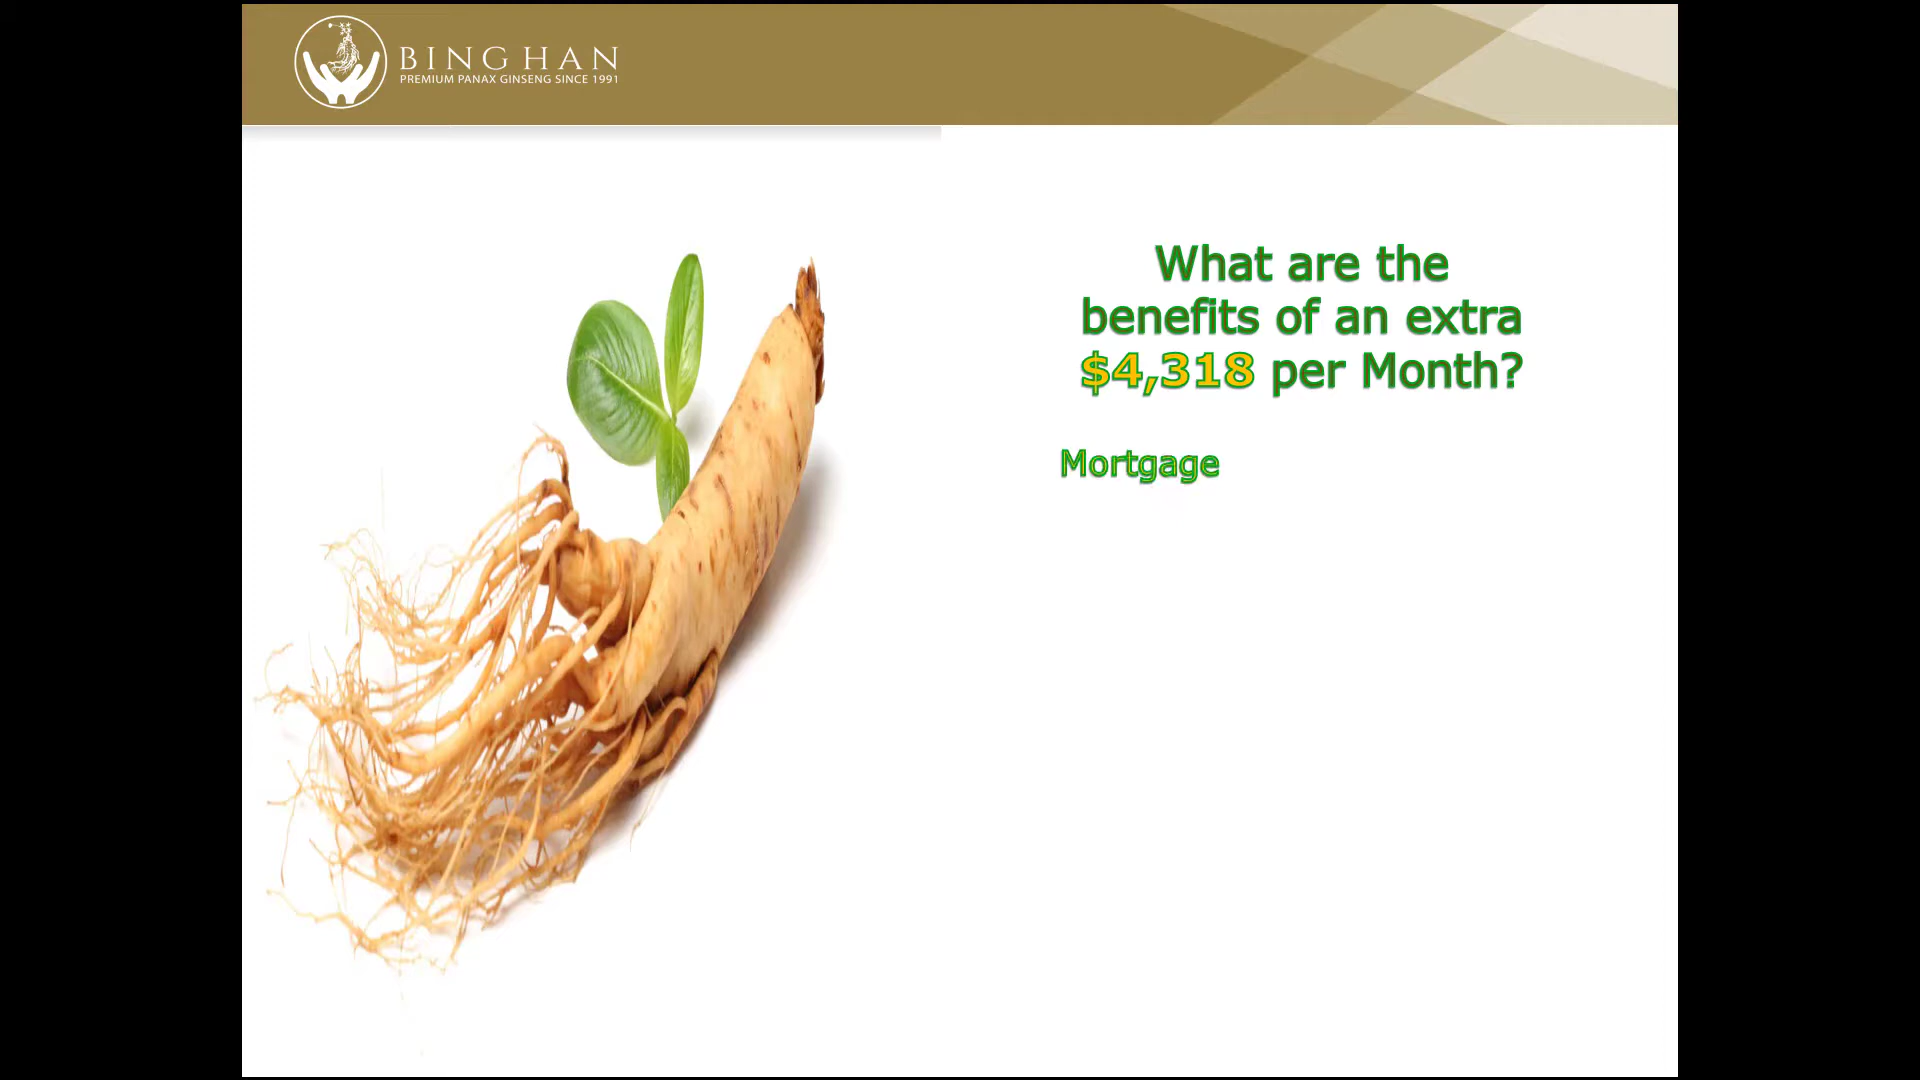 BINGHAN
PREMIUM PANAX GINSENG SINCE 1991
What are the
benefits of an extra
$4,318 per Month?
Mortgage